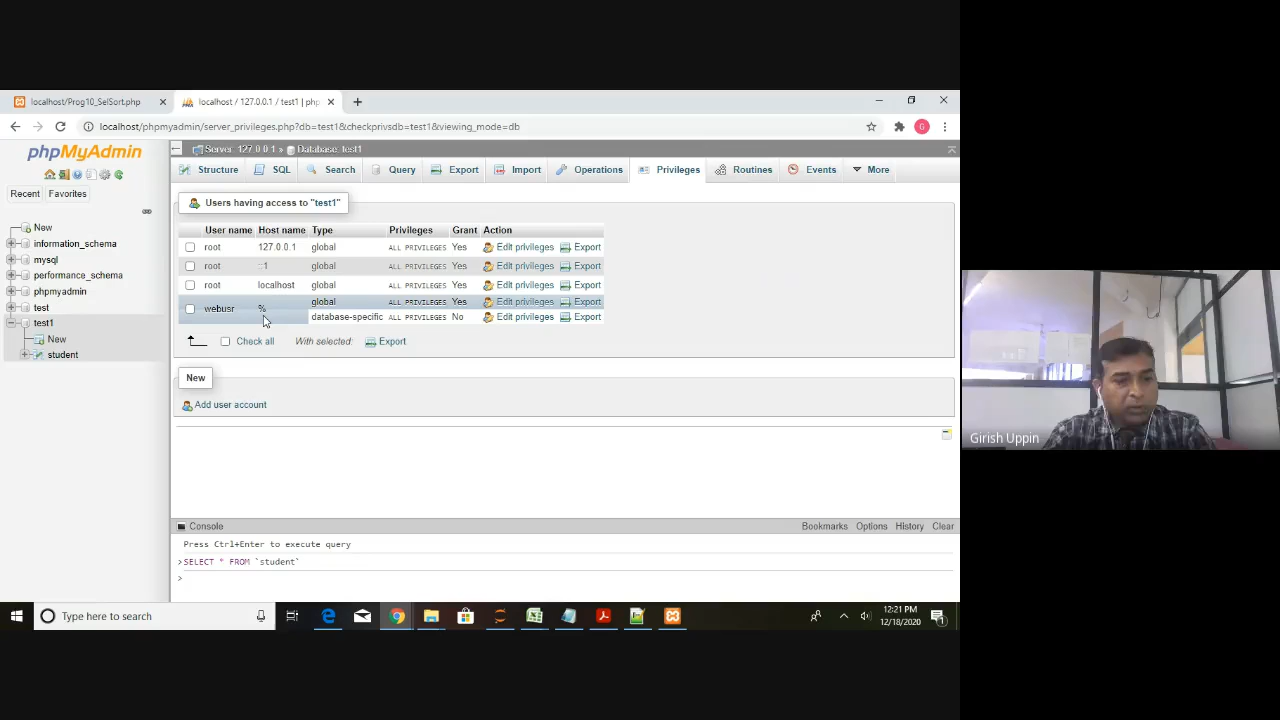 localhost/Prog10_SelSort.php
localhost / 127.0.0.1 / test1 | php
localhost/phpmyadmin/server_privileges.php?db=test1&checkprivsdb=test1&viewing_mode=db
phpMyAdmin
Recent Favorites
New
information_schema
mysql
performance_schema
phpmyadmin
test
test1
New
student
Server: 127.0.0.1 » Database: test1
Structure SQL Search Query Export Import Operations Privileges Routines Events More
Users having access to "test1"
User name Host name Type Privileges Grant Action
root 127.0.0.1 global ALL PRIVILEGES Yes Edit privileges Export
root ::1 global ALL PRIVILEGES Yes Edit privileges Export
root localhost global ALL PRIVILEGES Yes Edit privileges Export
webusr % global ALL PRIVILEGES Yes Edit privileges Export
database-specific ALL PRIVILEGES No Edit privileges Export
Check all With selected: Export
New
Add user account
Console Bookmarks Options History Clear
Press Ctrl+Enter to execute query
>SELECT * FROM `student`
>
Type here to search
12:21 PM
12/18/2020
Girish Uppin